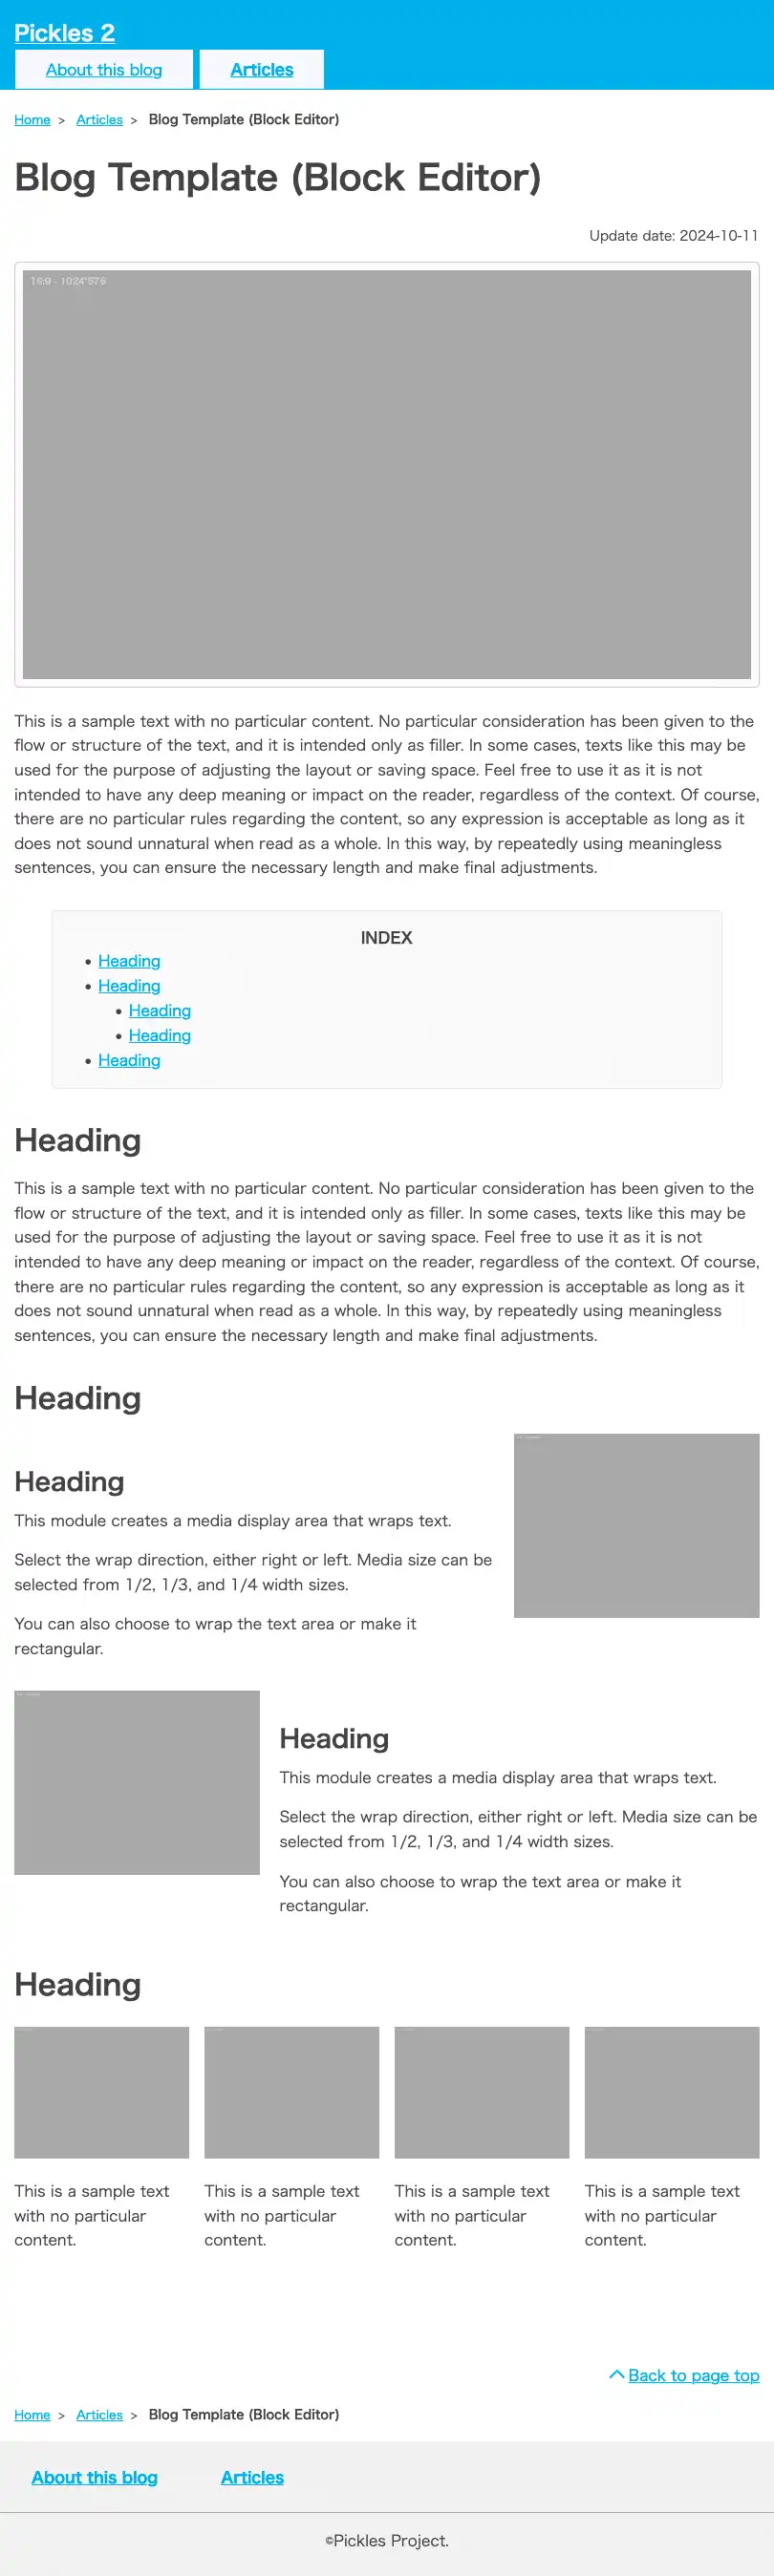 Pickles 2
About this blog
Articles
Home > Articles > Blog Template (Block Editor)
Blog Template (Block Editor)
Update date: 2024-10-11
16:9 - 1024*576
This is a sample text with no particular content. No particular consideration has been given to the
flow or structure of the text, and it is intended only as filler. In some cases, texts like this may be
used for the purpose of adjusting the layout or saving space. Feel free to use it as it is not
intended to have any deep meaning or impact on the reader, regardless of the context. Of course,
there are no particular rules regarding the content, so any expression is acceptable as long as it
does not sound unnatural when read as a whole. In this way, by repeatedly using meaningless
sentences, you can ensure the necessary length and make final adjustments.
INDEX
• Heading
• Heading
• Heading
• Heading
• Heading
Heading
This is a sample text with no particular content. No particular consideration has been given to the
flow or structure of the text, and it is intended only as filler. In some cases, texts like this may be
used for the purpose of adjusting the layout or saving space. Feel free to use it as it is not
intended to have any deep meaning or impact on the reader, regardless of the context. Of course,
there are no particular rules regarding the content, so any expression is acceptable as long as it
does not sound unnatural when read as a whole. In this way, by repeatedly using meaningless
sentences, you can ensure the necessary length and make final adjustments.
Heading
Heading
This module creates a media display area that wraps text.
Select the wrap direction, either right or left. Media size can be
selected from 1/2, 1/3, and 1/4 width sizes.
You can also choose to wrap the text area or make it
rectangular.
Heading
This module creates a media display area that wraps text.
Select the wrap direction, either right or left. Media size can be
selected from 1/2, 1/3, and 1/4 width sizes.
You can also choose to wrap the text area or make it
rectangular.
Heading
This is a sample text
with no particular
content.
This is a sample text
with no particular
content.
This is a sample text
with no particular
content.
This is a sample text
with no particular
content.
Back to page top
Home > Articles > Blog Template (Block Editor)
About this blog
Articles
©Pickles Project.